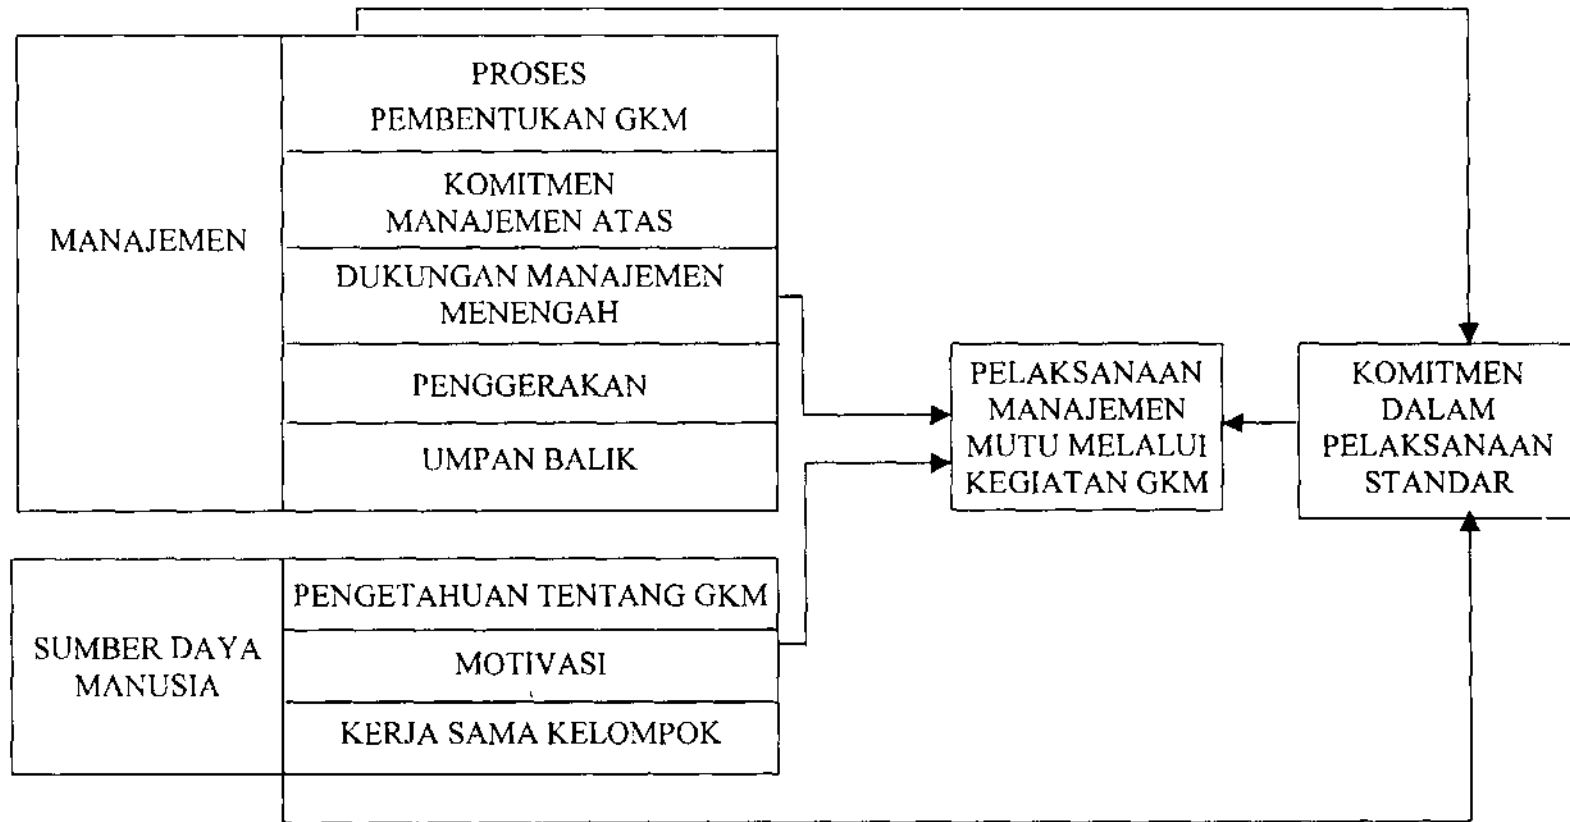 MANAJEMEN
PROSES
PEMBENTUKAN GKM
KOMITMEN
MANAJEMEN ATAS
DUKUNGAN MANAJEMEN
MENENGAH
PENGGERAKAN
UMPAN BALIK
SUMBER DAYA
MANUSIA
PENGETAHUAN TENTANG GKM
MOTIVASI
KERJA SAMA KELOMPOK
PELAKSANAAN
MANAJEMEN
MUTU MELALUI
KEGIATAN GKM
KOMITMEN
DALAM
PELAKSANAAN
STANDAR